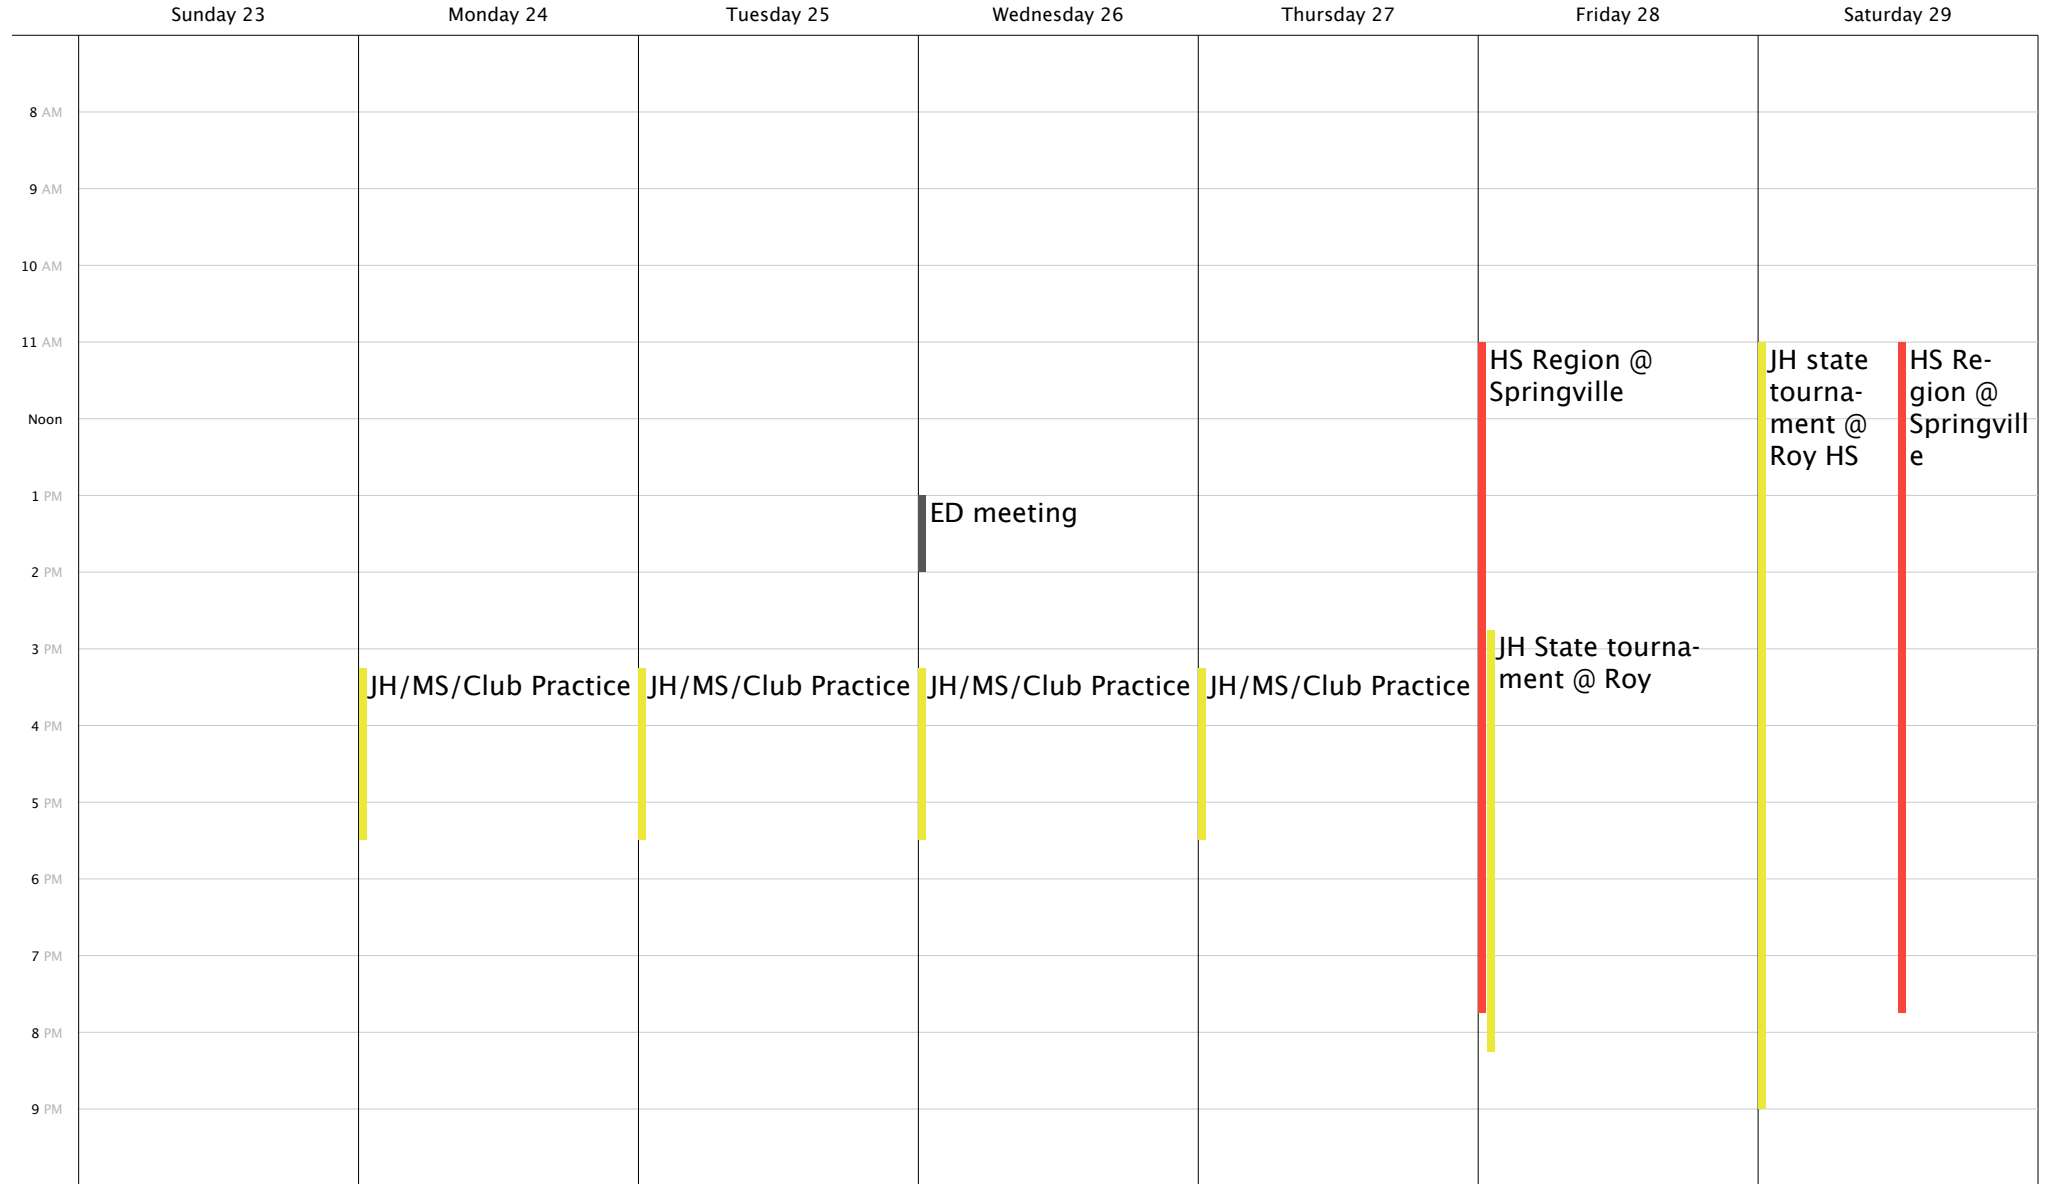 Sunday 23
Monday 24
Tuesday 25
Wednesday 26
Thursday 27
Friday 28
Saturday 29
8 AM
9 AM
10 AM
11 AM
HS Region @
Springville
JH state
tourna-
ment @
Roy HS
HS Re-
gion @
Springvill
e
Noon
1 PM
ED meeting
2 PM
3 PM
JH State tourna-
ment @ Roy
JH/MS/Club Practice
JH/MS/Club Practice
JH/MS/Club Practice
JH/MS/Club Practice
4 PM
5 PM
6 PM
7 PM
8 PM
9 PM